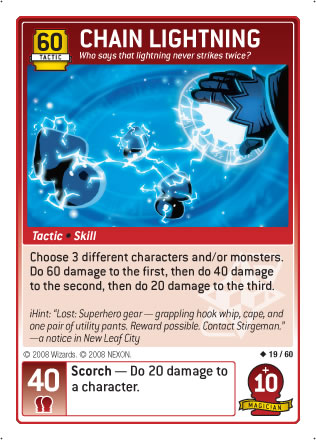 60
TACTIC
CHAIN LIGHTNING
Who says that lightning never strikes twice?
Tactic • Skill
Choose 3 different characters and/or monsters.
Do 60 damage to the first, then do 40 damage
to the second, then do 20 damage to the third.
iHint: "Lost: Superhero gear — grappling hook whip, cape, and
one pair of utility pants. Reward possible. Contact Stirgeman."
—a notice in New Leaf City
© 2008 Wizards. © 2008 NEXON.
◆ 19 / 60
40
Scorch — Do 20 damage to
a character.
+
10
MAGICIAN